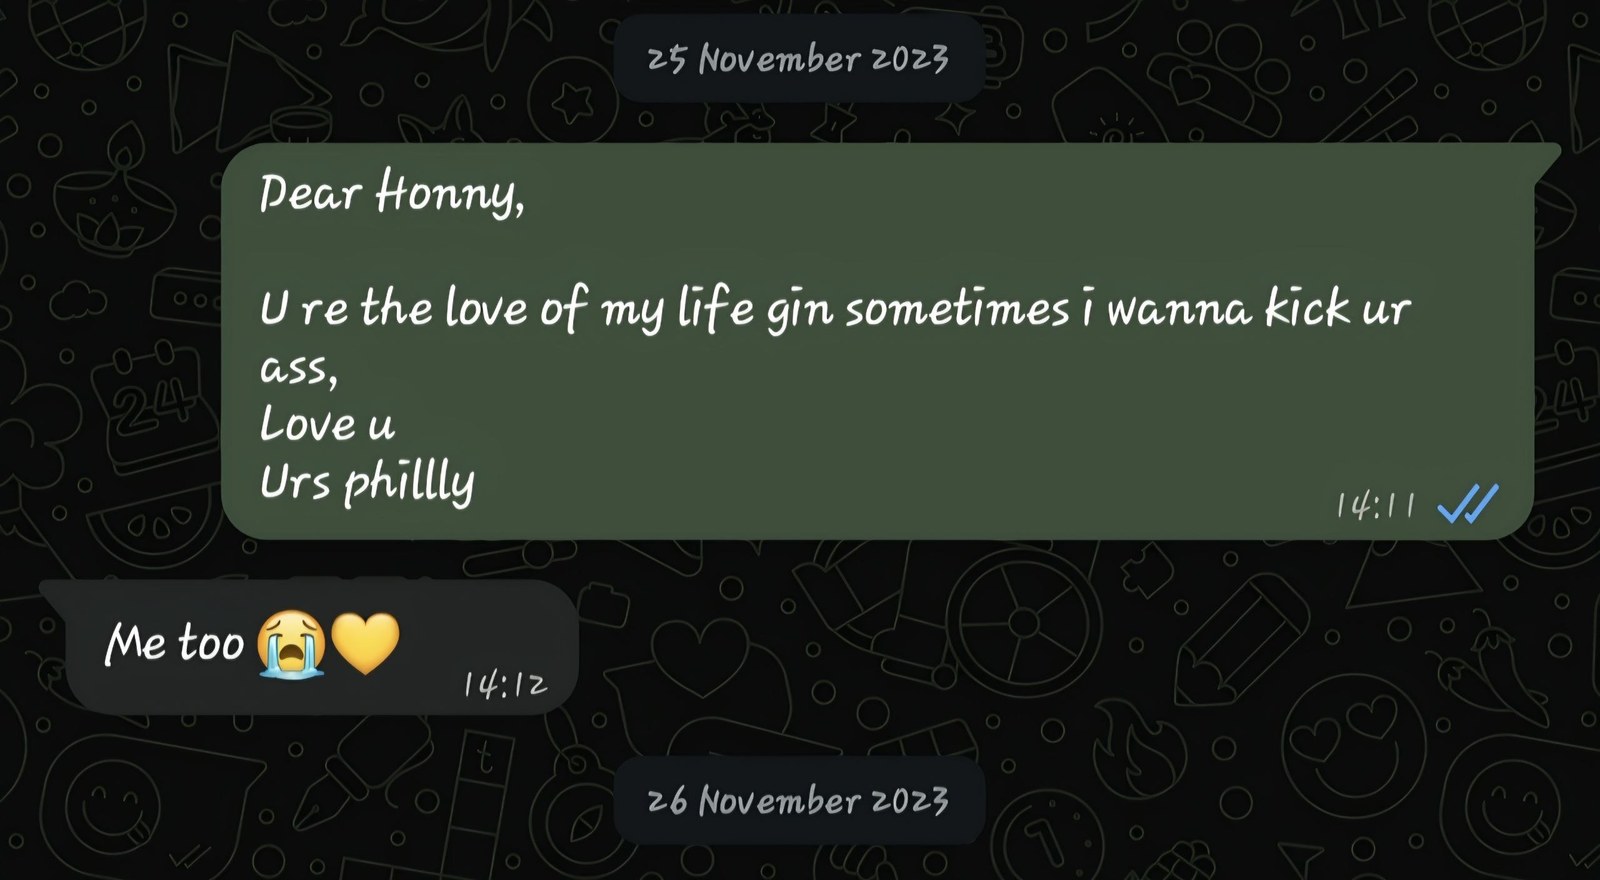 25 November 2023
Dear Honny,
U re the love of my life gin sometimes i wanna kick ur
ass,
Love u
Urs phillly
14:11
Me too 😭💛
14:12
26 November 2023